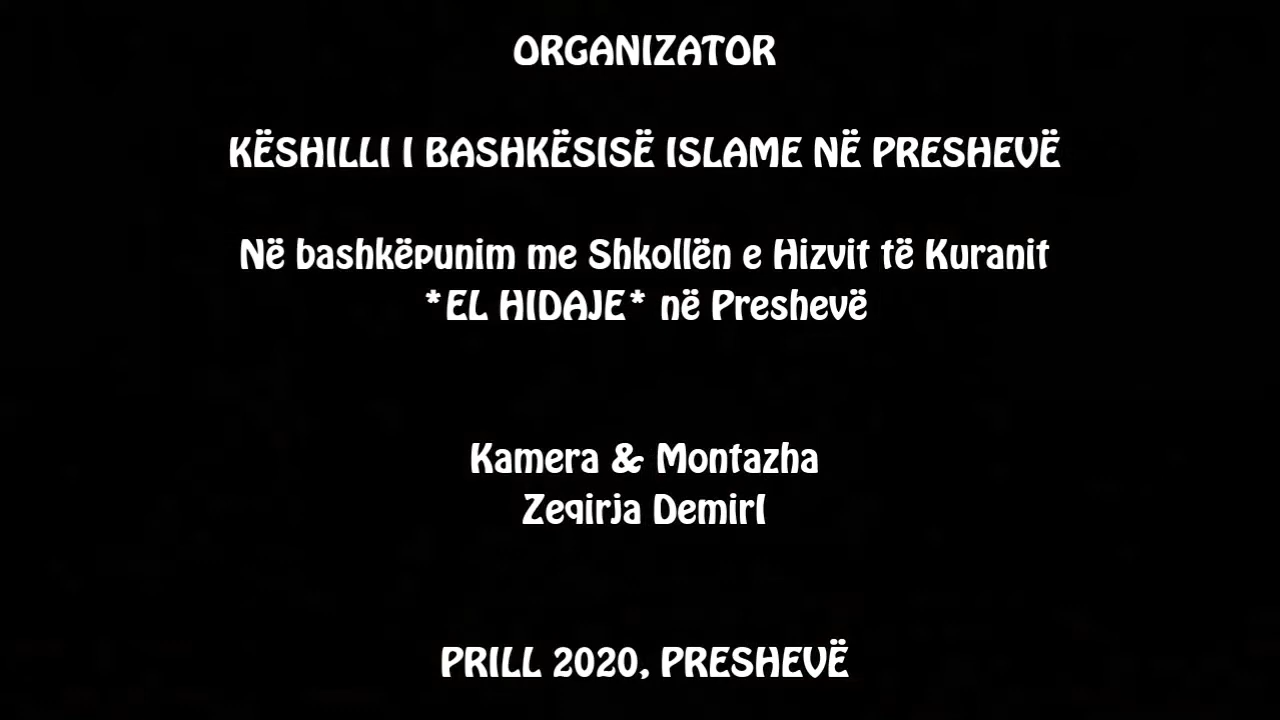 ORGANIZATOR
KËSHILLI I BASHKËSISË ISLAME NË PRESHEVË
Në bashkëpunim me Shkollën e Hizvit të Kuranit
*EL HIDAJE* në Preshevë
Kamera & Montazha
Zeqirja DemirI
PRILL 2020, PRESHEVË